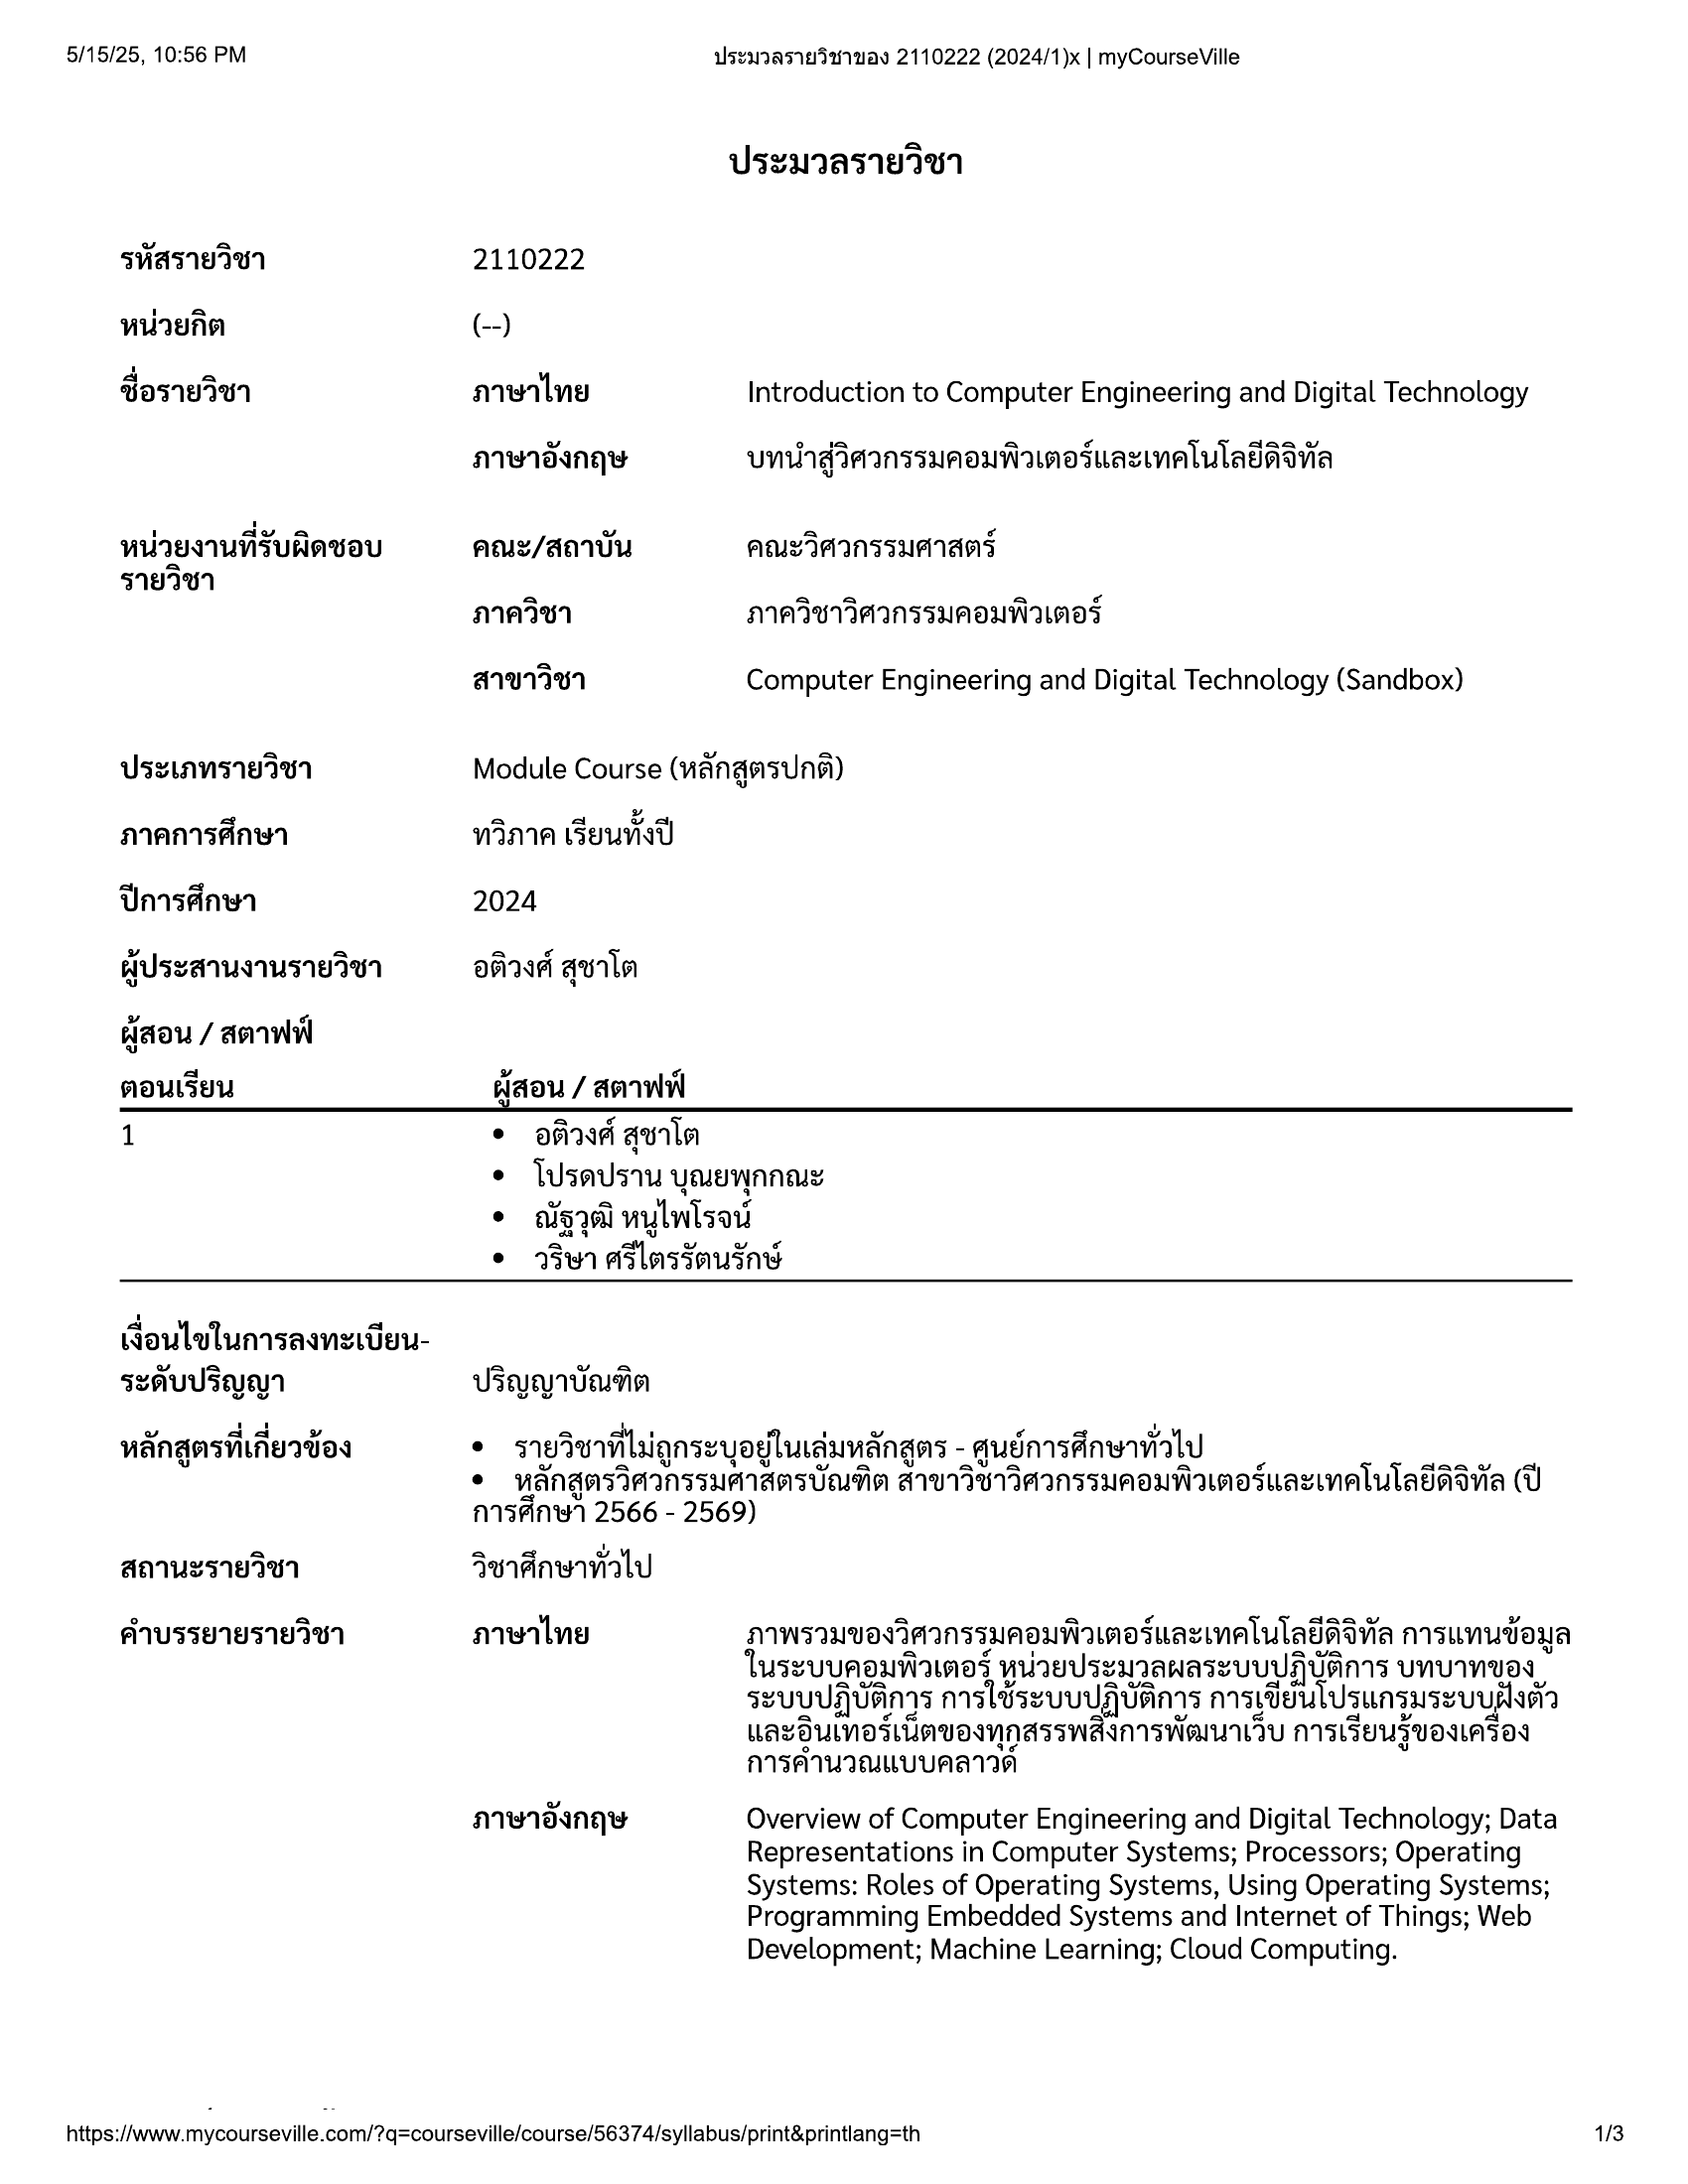 5/15/25, 10:56 PM ประมวลรายวิชาของ 2110222 (2024/1)x | myCourseVille
ประมวลรายวิชา
รหัสรายวิชา 2110222
หน่วยกิต (--)
ชื่อรายวิชา ภาษาไทย Introduction to Computer Engineering and Digital Technology
ภาษาอังกฤษ บทนำสู่วิศวกรรมคอมพิวเตอร์และเทคโนโลยีดิจิทัล
หน่วยงานที่รับผิดชอบ คณะ/สถาบัน คณะวิศวกรรมศาสตร์
รายวิชา
ภาควิชา ภาควิชาวิศวกรรมคอมพิวเตอร์
สาขาวิชา Computer Engineering and Digital Technology (Sandbox)
ประเภทรายวิชา Module Course (หลักสูตรปกติ)
ภาคการศึกษา ทวิภาค เรียนทั้งปี
ปีการศึกษา 2024
ผู้ประสานงานรายวิชา อติวงศ์ สุชาโต
ผู้สอน / สตาฟฟ์
ตอนเรียน ผู้สอน / สตาฟฟ์
1 • อติวงศ์ สุชาโต
• โปรดปราน บุณยพุกกณะ
• ณัฐวุฒิ หนูไพโรจน์
• วริษา ศรีไตรรัตนรักษ์
เงื่อนไขในการลงทะเบียน-
ระดับปริญญา ปริญญาบัณฑิต
หลักสูตรที่เกี่ยวข้อง • รายวิชาที่ไม่ถูกระบุอยู่ในเล่มหลักสูตร - ศูนย์การศึกษาทั่วไป
• หลักสูตรวิศวกรรมศาสตรบัณฑิต สาขาวิชาวิศวกรรมคอมพิวเตอร์และเทคโนโลยีดิจิทัล (ปี
การศึกษา 2566 - 2569)
สถานะรายวิชา วิชาศึกษาทั่วไป
คำบรรยายรายวิชา ภาษาไทย ภาพรวมของวิศวกรรมคอมพิวเตอร์และเทคโนโลยีดิจิทัล การแทนข้อมูล
ในระบบคอมพิวเตอร์ หน่วยประมวลผลระบบปฏิบัติการ บทบาทของ
ระบบปฏิบัติการ การใช้ระบบปฏิบัติการ การเขียนโปรแกรมระบบฝังตัว
และอินเทอร์เน็ตของทุกสรรพสิ่งการพัฒนาเว็บ การเรียนรู้ของเครื่อง
การคำนวณแบบคลาวด์
ภาษาอังกฤษ Overview of Computer Engineering and Digital Technology; Data
Representations in Computer Systems; Processors; Operating
Systems: Roles of Operating Systems, Using Operating Systems;
Programming Embedded Systems and Internet of Things; Web
Development; Machine Learning; Cloud Computing.
https://www.mycourseville.com/?q=courseville/course/56374/syllabus/print&printlang=th 1/3